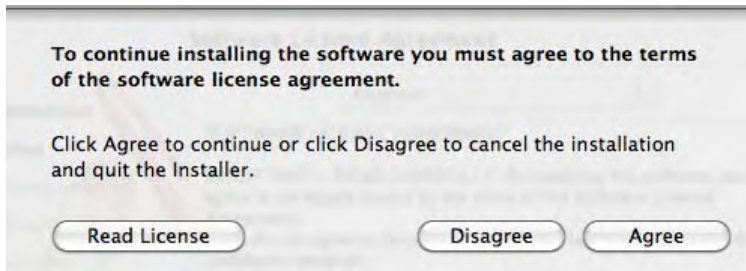 To continue installing the software you must agree to the terms
of the software license agreement.
Click Agree to continue or click Disagree to cancel the installation
and quit the Installer.
Read License
Disagree
Agree